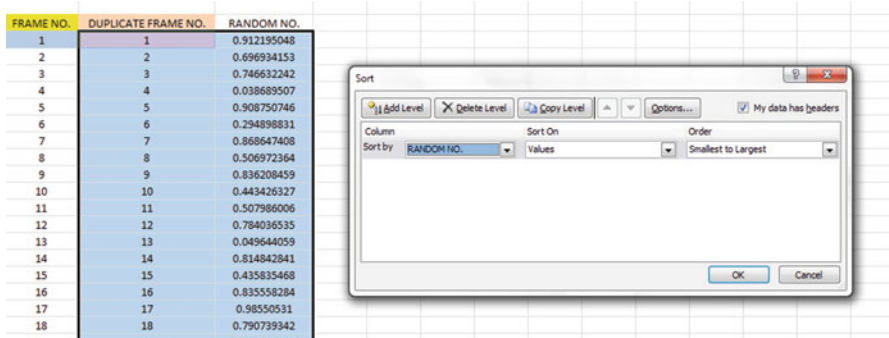 FRAME NO. DUPLICATE FRAME NO. RANDOM NO.
1 1 0.912195048
2 2 0.696934153
3 3 0.746632242
4 4 0.038689507
5 5 0.908750746
6 6 0.294898831
7 7 0.868647408
8 8 0.506972364
9 9 0.836208459
10 10 0.443426327
11 11 0.507986006
12 12 0.784036535
13 13 0.049644059
14 14 0.814842841
15 15 0.435835468
16 16 0.835558284
17 17 0.98550531
18 18 0.790739342
Sort
Add Level Delete Level Copy Level Options... My data has headers
Column Sort On Order
Sort by RANDOM NO. Values Smallest to Largest
OK Cancel